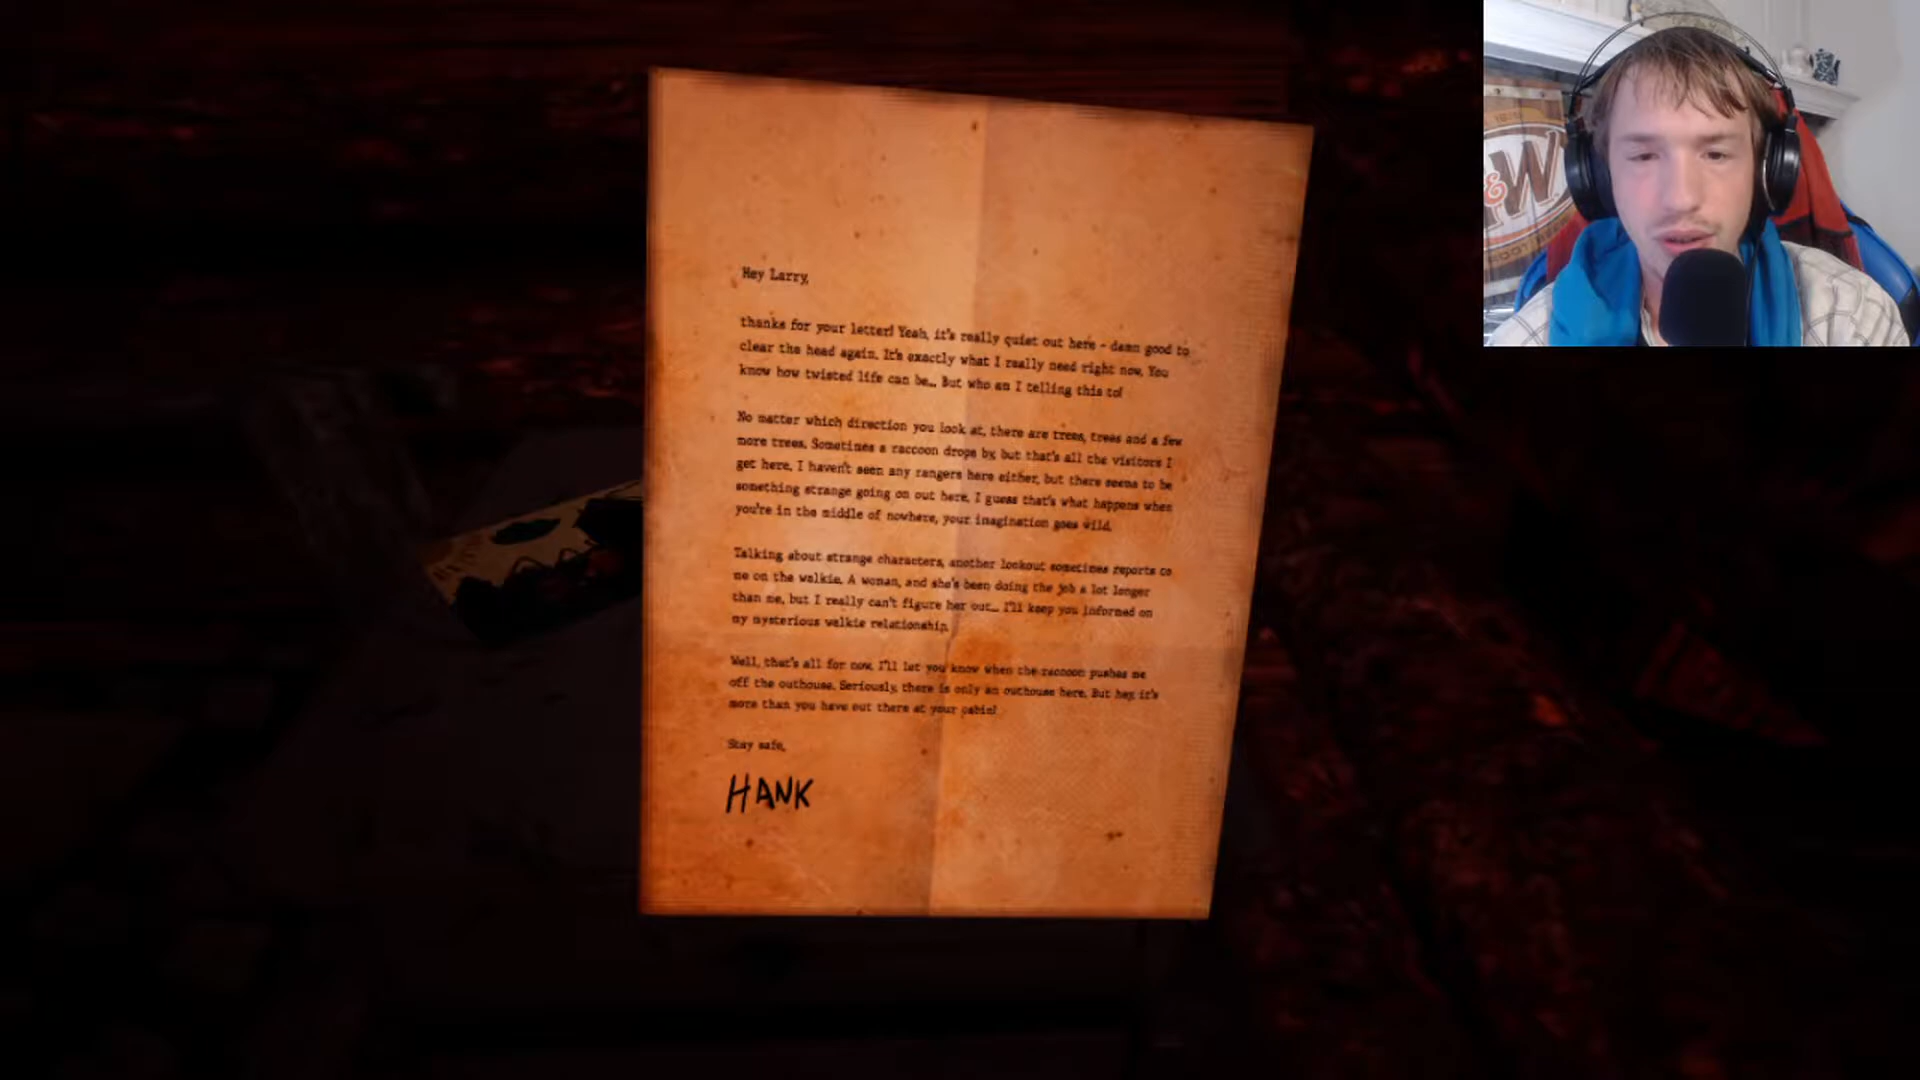 Hey Larry,
thanks for your letter! Yeah, it's really quiet out here - damn good to
clear the head again. It's exactly what I really need right now. You
know how twisted life can be... But who am I telling this to!
No matter which direction you look at, there are trees, trees and a few
more trees. Sometimes a raccoon drops by, but that's all the visitors I
get here. I haven't seen any rangers here either, but there seems to be
something strange going on out here. I guess that's what happens when
you're in the middle of nowhere, your imagination goes wild.
Talking about strange characters, another lookout sometimes reports to
me on the walkie. A woman, and she's been doing the job a lot longer
than me, but I really can't figure her out... I'll keep you informed on
my mysterious walkie relationship.
Well, that's all for now. I'll let you know when the raccoon pushes me
off the outhouse. Seriously, there is only an outhouse here. But hey, it's
more than you have out there at your cabin!
Stay safe,
HANK
&W